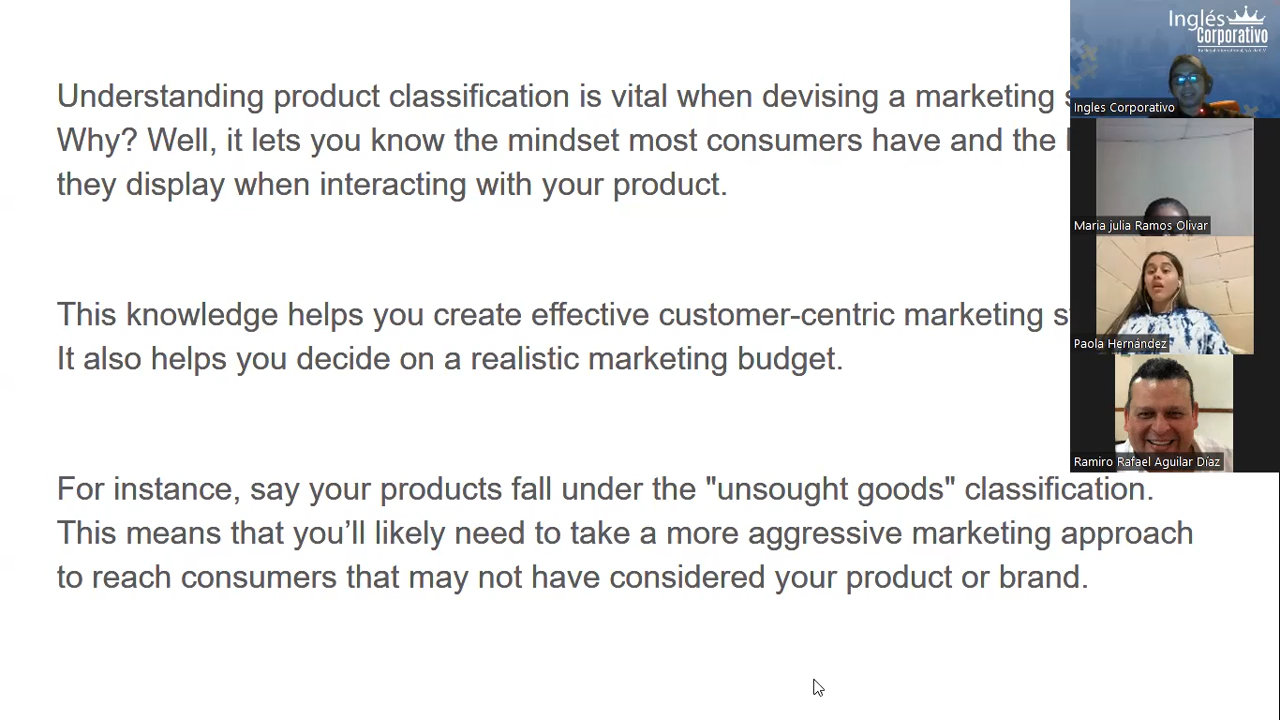 Understanding product classification is vital when devising a marketing
Why? Well, it lets you know the mindset most consumers have and the
they display when interacting with your product.
This knowledge helps you create effective customer-centric marketing
It also helps you decide on a realistic marketing budget.
For instance, say your products fall under the "unsought goods" classification.
This means that you’ll likely need to take a more aggressive marketing approach
to reach consumers that may not have considered your product or brand.
Inglés
Corporativo
Ingles Corporativo
Maria julia Ramos Olivar
Paola Hernández
Ramiro Rafael Aguilar Díaz